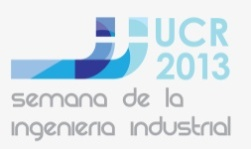 UCR
2013
semana de la
ingenieria industrial